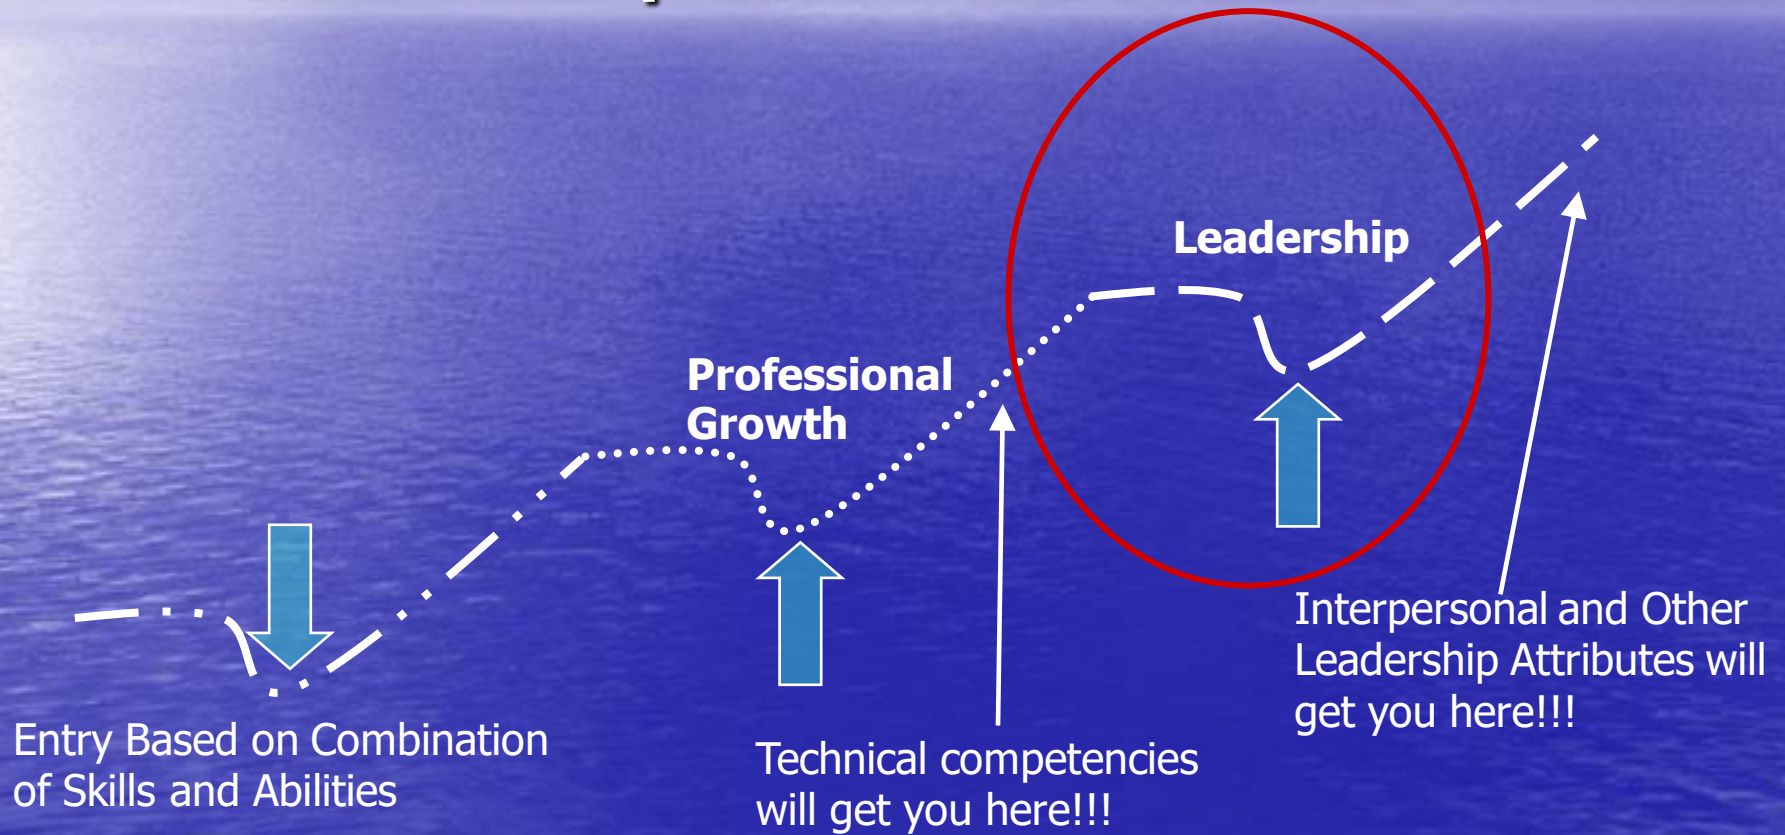 Leadership
Professional
Growth
Interpersonal and Other
Leadership Attributes will
get you here!!!
Entry Based on Combination
of Skills and Abilities
Technical competencies
will get you here!!!